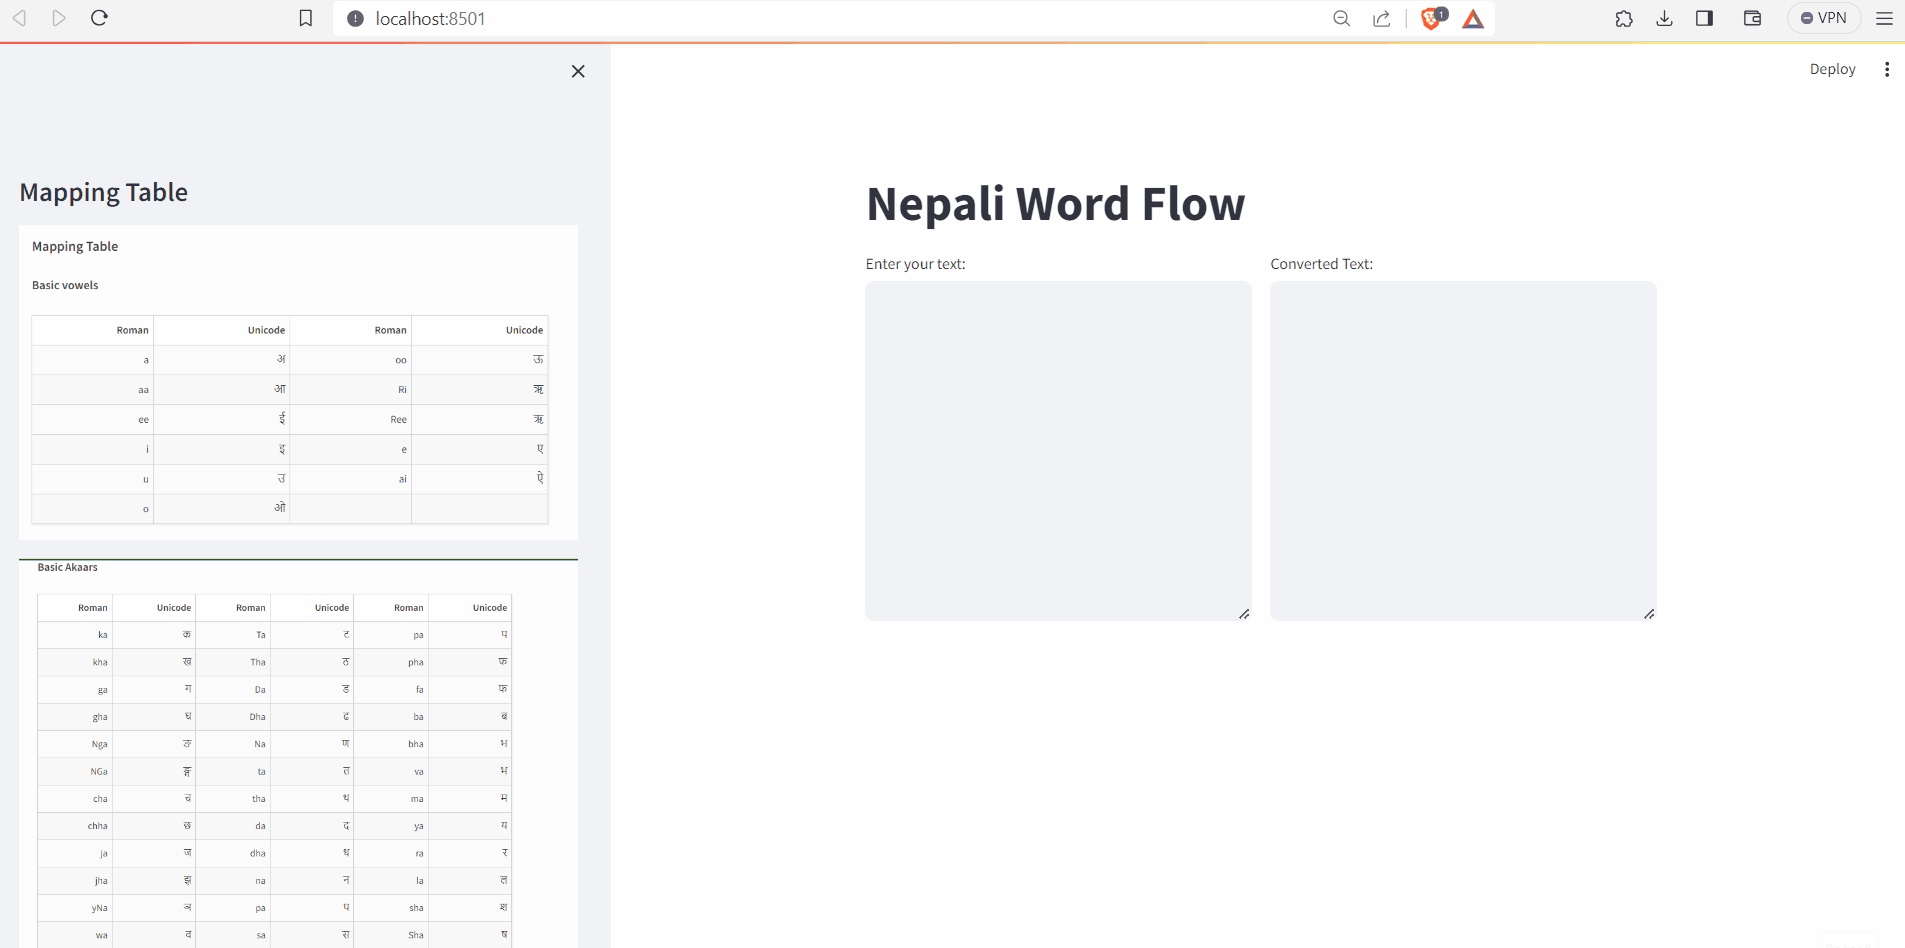 localhost:8501
1
VPN
Deploy
Mapping Table
Nepali Word Flow
Mapping Table
Enter your text: Converted Text:
Basic vowels
Roman Unicode Roman Unicode
a अ oo ऊ
aa आ Ri ऋ
ee ई Ree ऋ
i इ e ए
u उ ai ऐ
o ओ
Basic Akaars
Roman Unicode Roman Unicode Roman Unicode
ka क Ta ट pa प
kha ख Tha ठ pha फ
ga ग Da ड fa फ
gha घ Dha ढ ba ब
Nga ङ Na ण bha भ
NGa ta त va भ
cha च tha थ ma म
chha छ da द ya य
ja ज dha ध ra र
jha झ na न la ल
yNa ञ pa प sha श
wa व sa स Sha ष